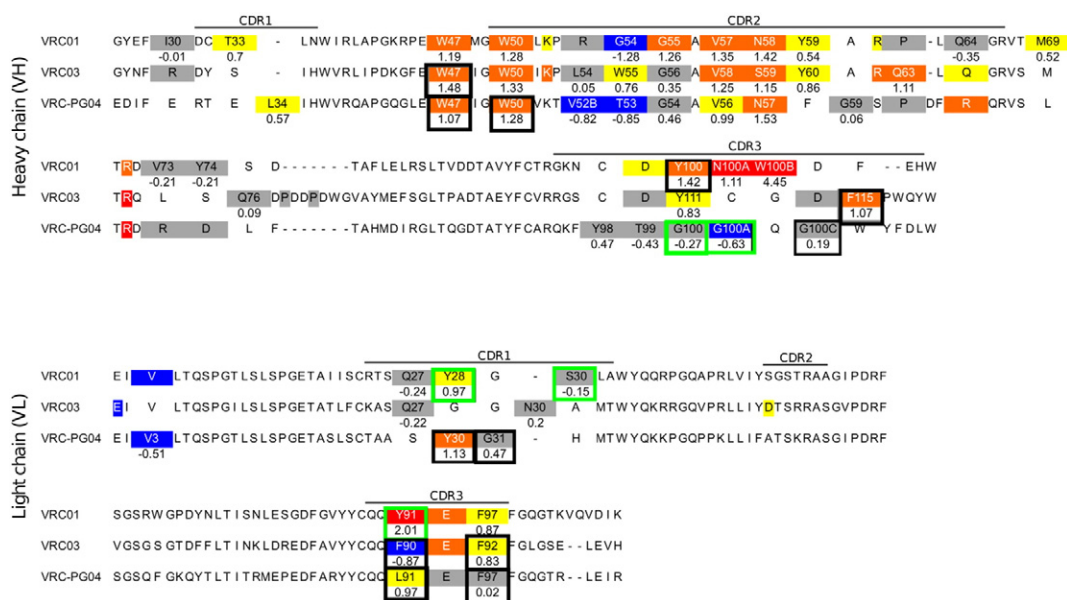 CDR1 CDR2
VRC01 GYEF I30 DC T33 - LNWIRLAPGKRPE W47 MG W50 L K P R G54 G55 A V57 N58 Y59 A R P - L Q64 GRVT M69
-0.01 0.7 1.19 1.28 -1.28 1.26 1.35 1.42 0.54 -0.35 0.52
VRC03 GYNF R DY S - IHWVRLIPDKGFE W47 IG W50 I K P L54 W55 G56 A V58 S59 Y60 A R Q63 - L Q GRVS M
1.48 1.33 0.05 0.76 0.35 1.25 1.15 0.86 1.11
VRC-PG04 EDIF E RT E L34 IHWVRQAPGQGLE W47 IG W50 VKT V52B T53 G54 A V56 N57 F G59 S P DF R QRVS L
0.57 1.07 1.28 -0.82 -0.85 0.46 0.99 1.53 0.06
Heavy chain (VH)
CDR3
VRC01 T R D V73 Y74 S D - - - - - - - TAFLELRSLTVDDTAVYFCTRGKN C D Y100 N100A W100B D F - - EHW
-0.21 -0.21 1.42 1.11 4.45
VRC03 T R Q L S Q76 D P D D P D W G V A Y M E F S G L T P A D T A E Y F C V R R G S C D Y111 C G D F115 PWQYW
0.09 0.83 1.07
VRC-PG04 T R D R D L F - - - - - - - TAHMDIRGLTQGDTATYFCARQKF Y98 T99 G100 G100A Q G100C W YFDLW
0.47 -0.43 -0.27 -0.63 0.19
CDR1 CDR2
VRC01 EI V LTQSPGTLSLSPGETAIISCRTS Q27 Y28 G - S30 LAWYQQRPGQAPRLVIYSGSTRAAGIPDRF
-0.24 0.97 -0.15
VRC03 E I V LTQSPGILSLSPGETATLFCKAS Q27 G G N30 A MTWYQKRRGQVPRLLIY D TSRRASGVPDRF
-0.22 0.2
VRC-PG04 EI V3 LTQSPGTLSLSPGETASLSCTAA S Y30 G31 - H MTWYQKKPGQPPKLLIFATSKRASGIPDRF
-0.51 1.13 0.47
Light chain (VL)
CDR3
VRC01 SGSRWGPDYNLTISNLESGDFGVYYCQQ Y91 E F97 FGQGTKVQVDIK
2.01 0.87
VRC03 VGSGSGTDFFLTINKLDREDFAVYYCQQ F90 E F92 FGLGSE - - LEVH
-0.87 0.83
VRC-PG04 SGSQFGKQYTLTITRMEPEDFARYYCQQ L91 E F97 FGQGTR - - LEIR
0.97 0.02